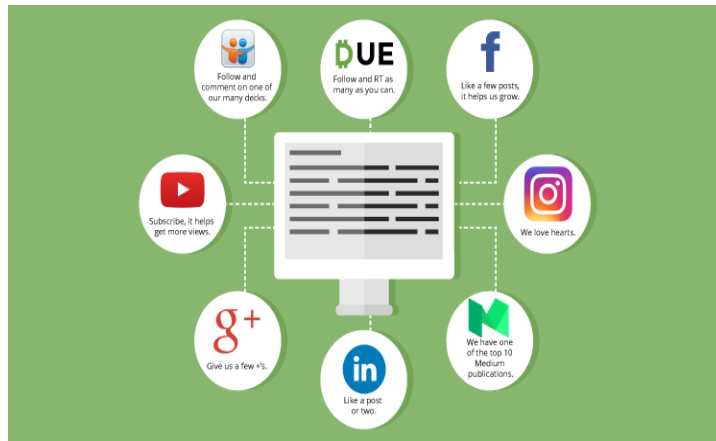 Follow and
comment on one of
our many decks.
DUE
Follow and RT as
many as you can.
f
Like a few posts,
it helps us grow.
Subscribe, it helps
get more views.
We love hearts.
g+
Give us a few +'s.
in
Like a post
or two.
We have one
of the top 10
Medium
publications.